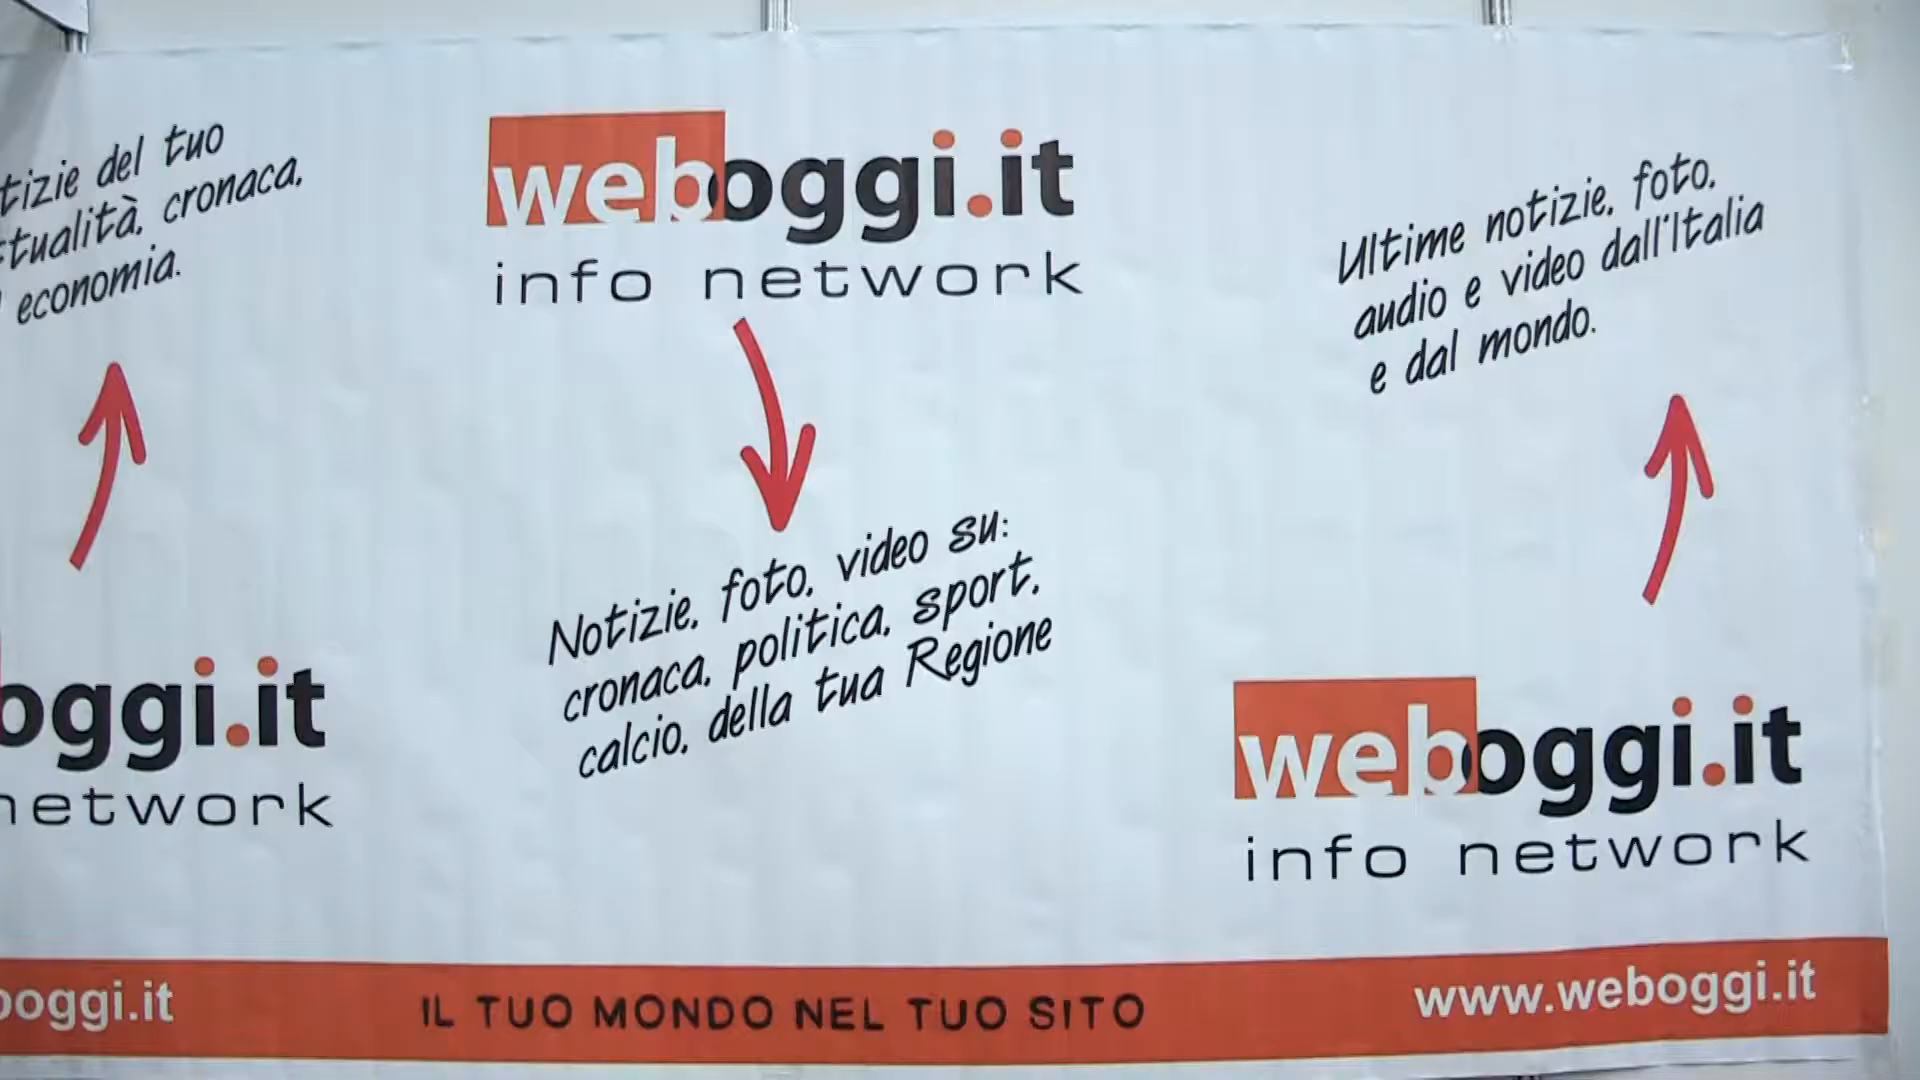 del tuo
cronaca,
economia.
weboggi.it
info network
Ultime notizie, foto,
audio e video dall'Italia
e dal mondo.
Notizie, foto, video su:
cronaca, politica, sport,
calcio, della tua Regione
oggi.it
network
weboggi.it
info network
oggi.it
IL TUO MONDO NEL TUO SITO
www.weboggi.it